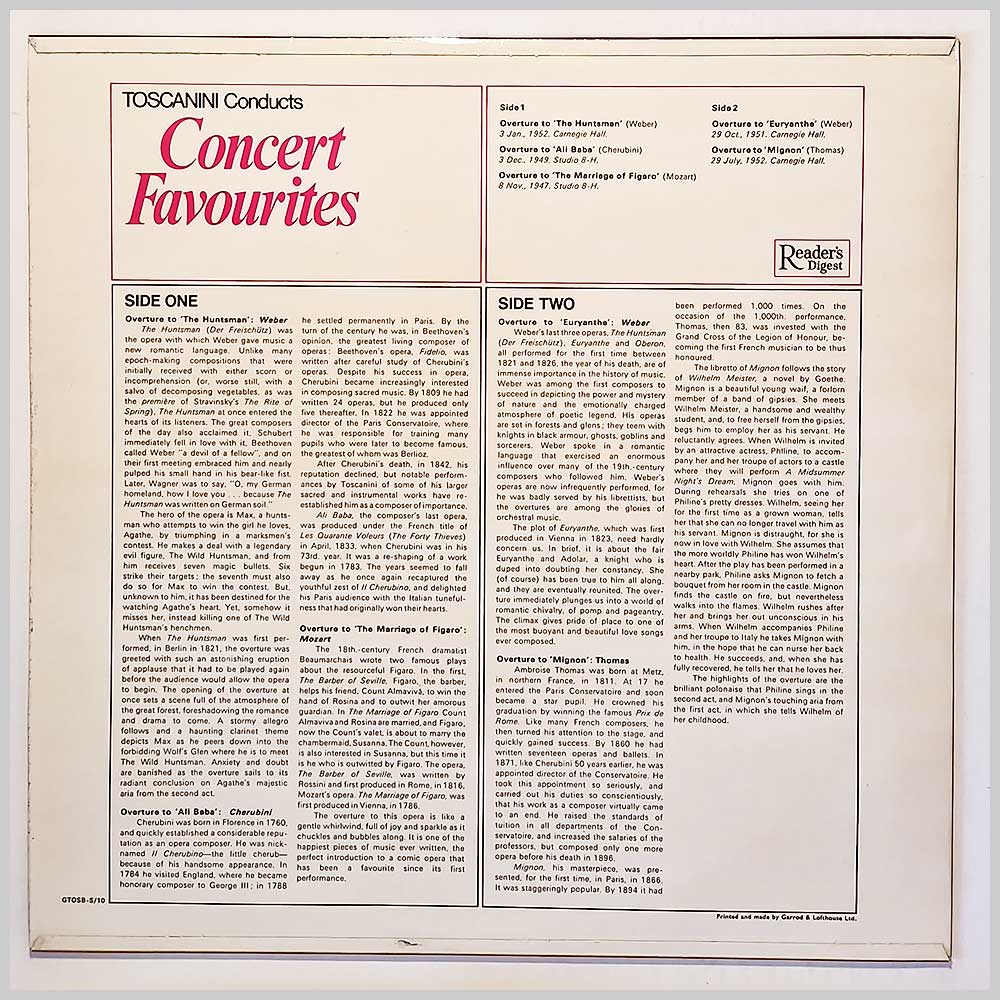 TOSCANINI Conducts
Concert
Favourites
Side 1
Overture to 'The Huntsman' (Weber)
3 Jan., 1952. Carnegie Hall.
Overture to 'Ali Baba' (Cherubini)
3 Dec., 1949. Studio 8-H.
Overture to 'The Marriage of Figaro' (Mozart)
8 Nov., 1947. Studio 8-H.
Side 2
Overture to 'Euryanthe' (Weber)
29 Oct., 1951. Carnegie Hall.
Overture to 'Mignon' (Thomas)
29 July, 1952. Carnegie Hall.
Reader's
Digest
SIDE ONE
Overture to 'The Huntsman': Weber
The Huntsman (Der Freischütz) was
the opera with which Weber gave music a
new romantic language. Unlike many
epoch-making compositions that were
initially received with either scorn or
incomprehension (or, worse still, with a
salvo of decomposing vegetables, as was
the première of Stravinsky's The Rite of
Spring), The Huntsman at once entered the
hearts of its listeners. The great composers
of the day also acclaimed it. Schubert
immediately fell in love with it, Beethoven
called Weber "a devil of a fellow", and on
their first meeting embraced him and nearly
pulped his small hand in his bear-like fist.
Later, Wagner was to say, "O, my German
homeland, how I love you . . . because The
Huntsman was written on German soil."
The hero of the opera is Max, a hunts-
man who attempts to win the girl he loves,
Agathe, by triumphing in a marksmen's
contest. He makes a deal with a legendary
evil figure, The Wild Huntsman, and from
him receives seven magic bullets. Six
strike their targets; the seventh must also
do so for Max to win the contest. But,
unknown to him, it has been destined for the
watching Agathe's heart. Yet, somehow it
misses her, instead killing one of The Wild
Huntsman's henchmen.
When The Huntsman was first per-
formed, in Berlin in 1821, the overture was
greeted with such an astonishing eruption
of applause that it had to be played again
before the audience would allow the opera
to begin. The opening of the overture at
once sets a scene full of the atmosphere of
the great forest, foreshadowing the romance
and drama to come. A stormy allegro
follows and a haunting clarinet theme
depicts Max as he peers down into the
forbidding Wolf's Glen where he is to meet
The Wild Huntsman. Anxiety and doubt
are banished as the overture sails to its
radiant conclusion on Agathe's majestic
aria from the second act.
Overture to 'Ali Baba': Cherubini
Cherubini was born in Florence in 1760,
and quickly established a considerable repu-
tation as an opera composer. He was nick-
named Il Cherubino—the little cherub—
because of his handsome appearance. In
1784 he visited England, where he became
honorary composer to George III; in 1788
he settled permanently in Paris. By the
turn of the century he was, in Beethoven's
opinion, the greatest living composer of
operas: Beethoven's opera, Fidelio, was
written after careful study of Cherubini's
operas. Despite his success in opera,
Cherubini became increasingly interested
in composing sacred music. By 1809 he had
written 24 operas, but he produced only
five thereafter. In 1822 he was appointed
director of the Paris Conservatoire, where
he was responsible for training many
pupils who were later to become famous,
the greatest of whom was Berlioz.
After Cherubini's death, in 1842, his
reputation declined, but notable perform-
ances by Toscanini of some of his larger
sacred and instrumental works have re-
established him as a composer of importance.
Ali Baba, the composer's last opera,
was produced under the French title of
Les Quarante Voleurs (The Forty Thieves)
in April, 1833, when Cherubini was in his
73rd. year. It was a re-shaping of a work
begun in 1783. The years seemed to fall
away as he once again recaptured the
youthful zest of Il Cherubino, and delighted
his Paris audience with the Italian tuneful-
ness that had originally won their hearts.
Overture to 'The Marriage of Figaro':
Mozart
The 18th.-century French dramatist
Beaumarchais wrote two famous plays
about the resourceful Figaro. In the first,
The Barber of Seville, Figaro, the barber,
helps his friend, Count Almavivá, to win the
hand of Rosina and to outwit her amorous
guardian. In The Marriage of Figaro Count
Almaviva and Rosina are married, and Figaro,
now the Count's valet, is about to marry the
chambermaid, Susanna. The Count, however,
is also interested in Susanna, but this time it
is he who is outwitted by Figaro. The opera,
The Barber of Seville, was written by
Rossini and first produced in Rome, in 1816,
Mozart's opera, The Marriage of Figaro, was
first produced in Vienna, in 1786.
The overture to this opera is like a
gentle whirlwind, full of joy and sparkle as it
chuckles and bubbles along. It is one of the
happiest pieces of music ever written, the
perfect introduction to a comic opera that
has been a favourite since its first
performance.
SIDE TWO
Overture to 'Euryanthe': Weber
Weber's last three operas, The Huntsman
(Der Freischütz), Euryanthe and Oberon,
all performed for the first time between
1821 and 1826, the year of his death, are of
immense importance in the history of music.
Weber was among the first composers to
succeed in depicting the power and mystery
of nature and the emotionally charged
atmosphere of poetic legend. His operas
are set in forests and glens; they teem with
knights in black armour, ghosts, goblins and
sorcerers. Weber spoke in a romantic
language that exercised an enormous
influence over many of the 19th.-century
composers who followed him. Weber's
operas are now infrequently performed, for
he was badly served by his librettists, but
the overtures are among the glories of
orchestral music.
The plot of Euryanthe, which was first
produced in Vienna in 1823, need hardly
concern us. In brief, it is about the fair
Euryanthe and Adolar, a knight who is
duped into doubting her constancy. She
(of course) has been true to him all along,
and they are eventually reunited. The over-
ture immediately plunges us into a world of
romantic chivalry, of pomp and pageantry.
The climax gives pride of place to one of
the most buoyant and beautiful love songs
ever composed.
Overture to 'Mignon': Thomas
Ambroise Thomas was born at Metz,
in northern France, in 1811. At 17 he
entered the Paris Conservatoire and soon
became a star pupil. He crowned his
graduation by winning the famous Prix de
Rome. Like many French composers, he
then turned his attention to the stage, and
quickly gained success. By 1860 he had
written seventeen operas and ballets. In
1871, like Cherubini 50 years earlier, he was
appointed director of the Conservatoire. He
took this appointment so seriously, and
carried out his duties so conscientiously,
that his work as a composer virtually came
to an end. He raised the standards of
tuition in all departments of the Con-
servatoire, and increased the salaries of the
professors, but composed only one more
opera before his death in 1896.
Mignon, his masterpiece, was pre-
sented, for the first time, in Paris, in 1866.
It was staggeringly popular. By 1894 it had
been performed 1,000 times. On the
occasion of the 1,000th. performance,
Thomas, then 83, was invested with the
Grand Cross of the Legion of Honour, be-
coming the first French musician to be thus
honoured.
The libretto of Mignon follows the story
of Wilhelm Meister, a novel by Goethe.
Mignon is a beautiful young waif, a forlorn
member of a band of gipsies. She meets
Wilhelm Meister, a handsome and wealthy
student, and, to free herself from the gipsies,
begs him to employ her as his servant. He
reluctantly agrees. When Wilhelm is invited
by an attractive actress, Philine, to accom-
pany her and her troupe of actors to a castle
where they will perform A Midsummer
Night's Dream, Mignon goes with him.
During rehearsals she tries on one of
Philine's pretty dresses. Wilhelm, seeing her
for the first time as a grown woman, tells
her that she can no longer travel with him as
his servant. Mignon is distraught, for she is
now in love with Wilhelm. She assumes that
the more worldly Philine has won Wilhelm's
heart. After the play has been performed in a
nearby park, Philine asks Mignon to fetch a
bouquet from her room in the castle. Mignon
finds the castle on fire, but nevertheless
walks into the flames. Wilhelm rushes after
her and brings her out unconscious in his
arms. When Wilhelm accompanies Philine
and her troupe to Italy he takes Mignon with
him, in the hope that he can nurse her back
to health. He succeeds, and, when she has
fully recovered, he tells her that he loves her.
The highlights of the overture are the
brilliant polonaise that Philine sings in the
second act, and Mignon's touching aria from
the first act, in which she tells Wilhelm of
her childhood.
GTOSB-S/10
Printed and made by Garrod & Lofthouse Ltd.